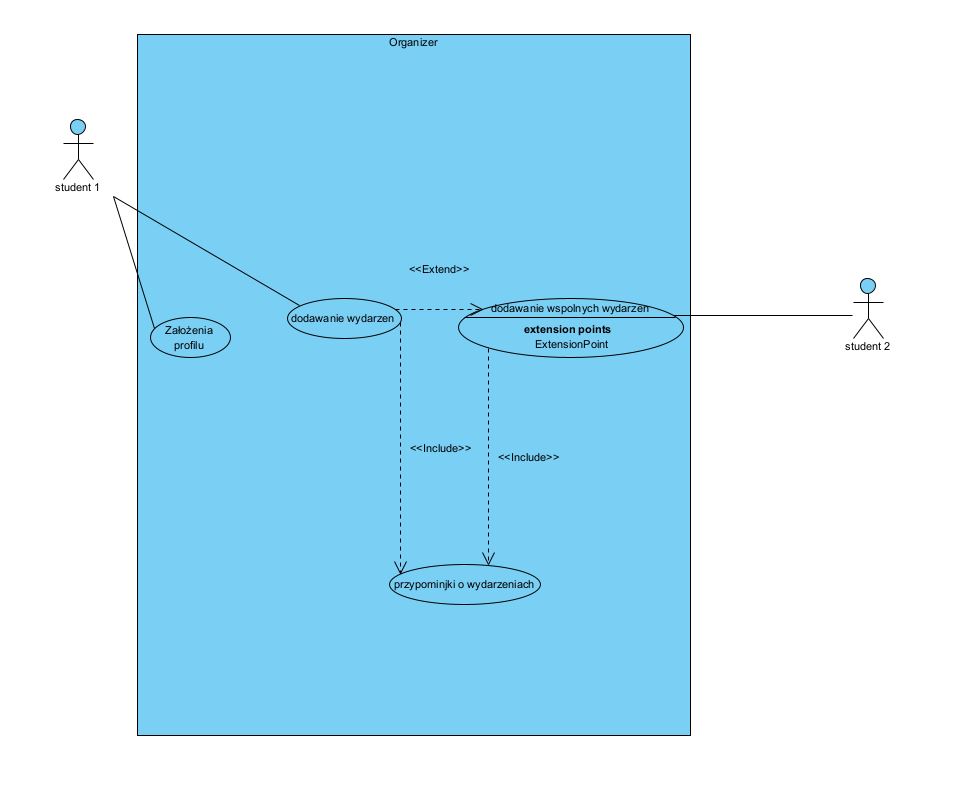 Organizer
student 1
<<Extend>>
dodawanie wydarzen
dodawanie wspolnych wydarzen
extension points
ExtensionPoint
Założenia
profilu
student 2
<<Include>>
<<Include>>
przypominjki o wydarzeniach